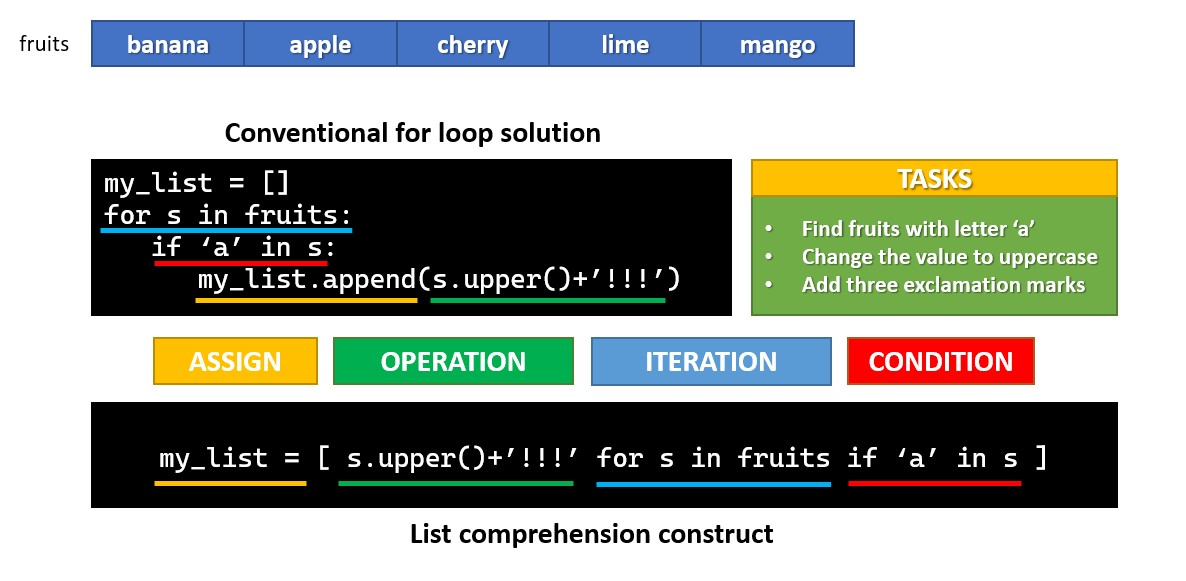 fruits banana apple cherry lime mango
Conventional for loop solution
my_list = []
for s in fruits:
if ‘a’ in s:
my_list.append(s.upper()+’!!!’)
TASKS
• Find fruits with letter ‘a’
• Change the value to uppercase
• Add three exclamation marks
ASSIGN OPERATION ITERATION CONDITION
my_list = [ s.upper()+’!!!’ for s in fruits if ‘a’ in s ]
List comprehension construct